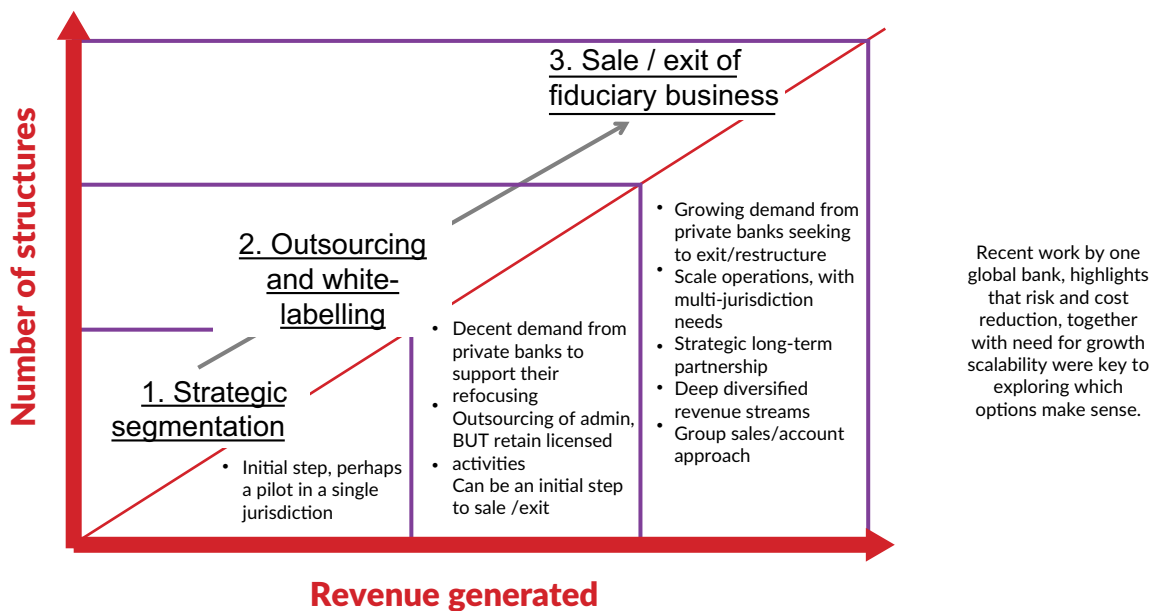 Number of structures
3. Sale / exit of
fiduciary business
2. Outsourcing
and white-
labelling
1. Strategic
segmentation
• Initial step, perhaps
a pilot in a single
jurisdiction
• Decent demand from
private banks to
support their
refocusing
• Outsourcing of admin,
BUT retain licensed
• activities
Can be an initial step
to sale /exit
• Growing demand from
private banks seeking
to exit/restructure
• Scale operations, with
multi-jurisdiction
needs
• Strategic long-term
partnership
• Deep diversified
revenue streams
• Group sales/account
approach
Recent work by one
global bank, highlights
that risk and cost
reduction, together
with need for growth
scalability were key to
exploring which
options make sense.
Revenue generated